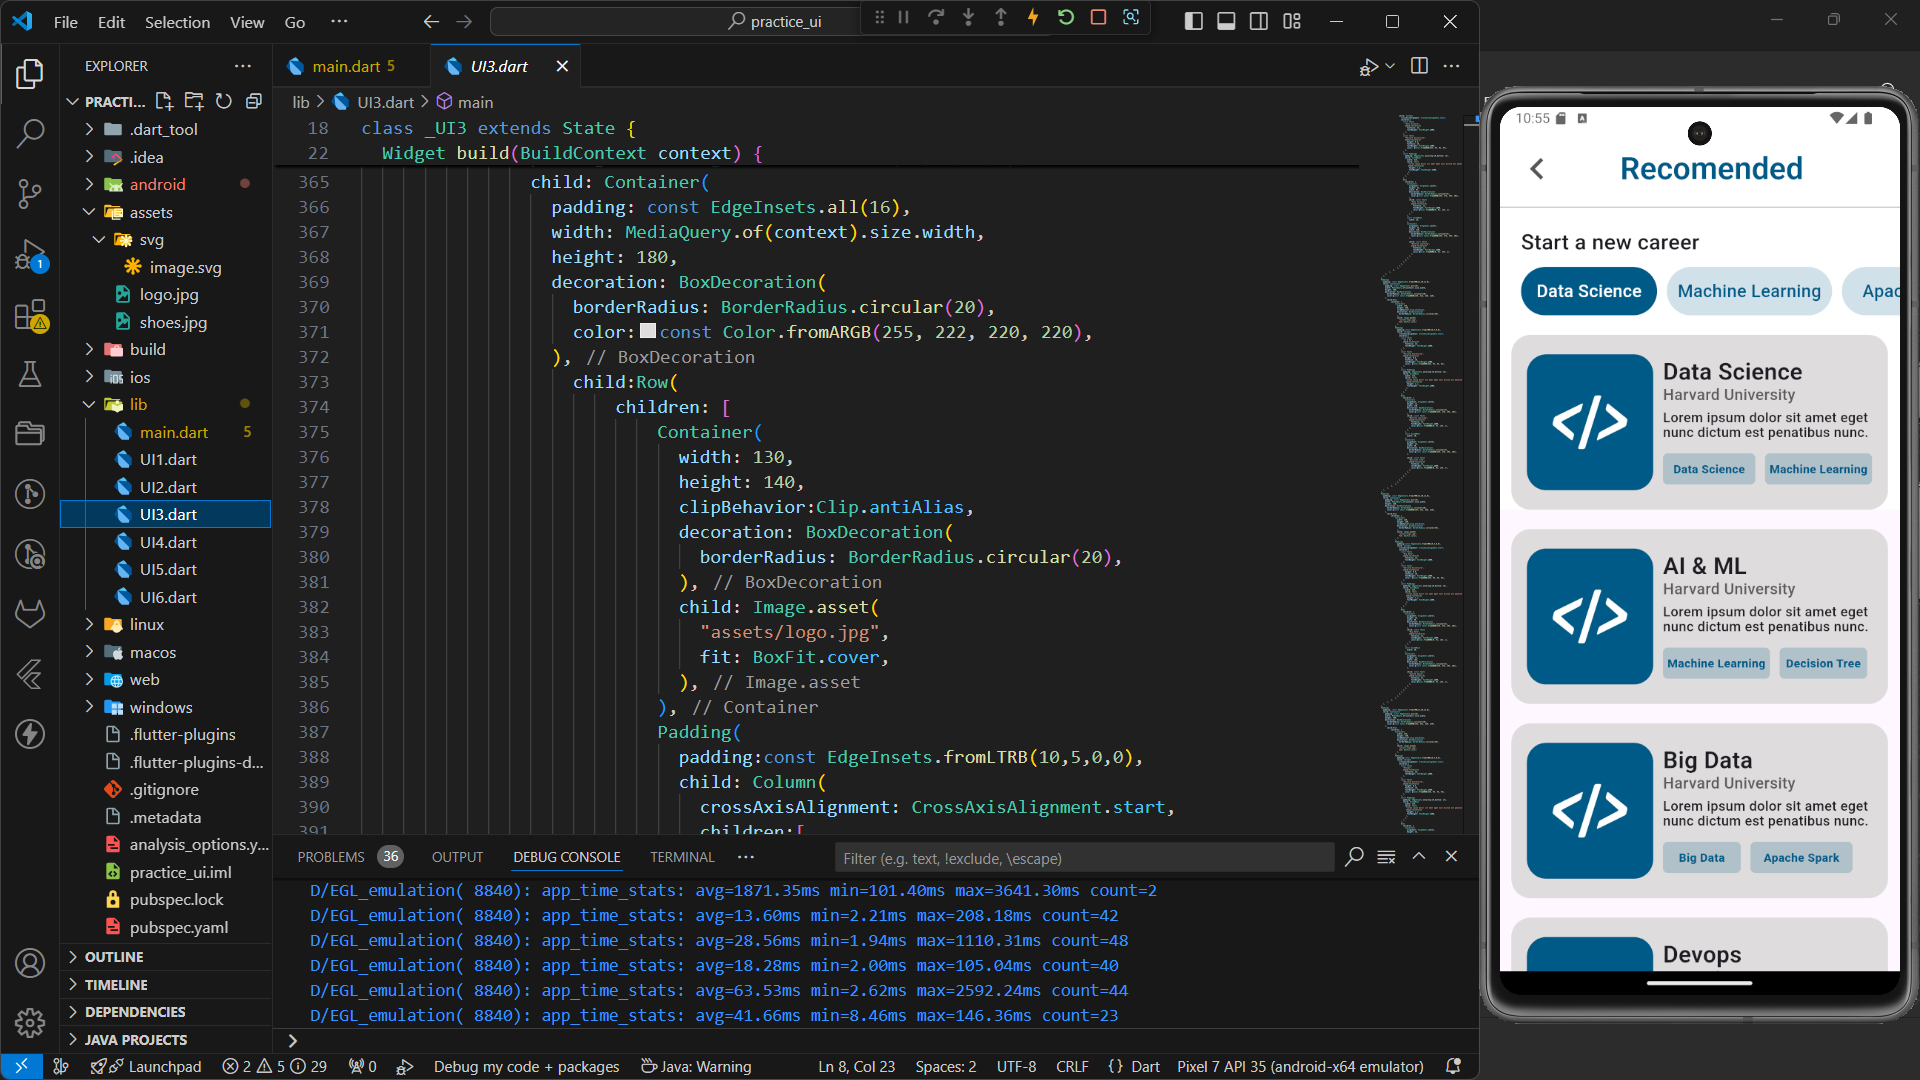 File Edit Selection View Go ··· practice_ui
EXPLORER ···
main.dart 5
UI3.dart
PRACTI...
lib > UI3.dart > main
.dart_tool
.idea
android
assets
svg
image.svg
logo.jpg
shoes.jpg
build
ios
lib
main.dart 5
UI1.dart
UI2.dart
UI3.dart
UI4.dart
UI5.dart
UI6.dart
linux
macos
web
windows
.flutter-plugins
.flutter-plugins-d...
.gitignore
.metadata
analysis_options.y...
practice_ui.iml
pubspec.lock
pubspec.yaml
OUTLINE
TIMELINE
DEPENDENCIES
JAVA PROJECTS
18 class _UI3 extends State {
22 Widget build(BuildContext context) {
365 child: Container(
366 padding: const EdgeInsets.all(16),
367 width: MediaQuery.of(context).size.width,
368 height: 180,
369 decoration: BoxDecoration(
370 borderRadius: BorderRadius.circular(20),
371 color: const Color.fromARGB(255, 222, 220, 220),
372 ), // BoxDecoration
373 child:Row(
374 children: [
375 Container(
376 width: 130,
377 height: 140,
378 clipBehavior:Clip.antiAlias,
379 decoration: BoxDecoration(
380 borderRadius: BorderRadius.circular(20),
381 ), // BoxDecoration
382 child: Image.asset(
383 "assets/logo.jpg",
384 fit: BoxFit.cover,
385 ), // Image.asset
386 ), // Container
387 Padding(
388 padding:const EdgeInsets.fromLTRB(10,5,0,0),
389 child: Column(
390 crossAxisAlignment: CrossAxisAlignment.start,
391 children:[
PROBLEMS 36 OUTPUT DEBUG CONSOLE TERMINAL ··· Filter (e.g. text, !exclude, \escape)
D/EGL_emulation( 8840): app_time_stats: avg=1871.35ms min=101.40ms max=3641.30ms count=2
D/EGL_emulation( 8840): app_time_stats: avg=13.60ms min=2.21ms max=208.18ms count=42
D/EGL_emulation( 8840): app_time_stats: avg=28.56ms min=1.94ms max=1110.31ms count=48
D/EGL_emulation( 8840): app_time_stats: avg=18.28ms min=2.00ms max=105.04ms count=40
D/EGL_emulation( 8840): app_time_stats: avg=63.53ms min=2.62ms max=2592.24ms count=44
D/EGL_emulation( 8840): app_time_stats: avg=41.66ms min=8.46ms max=146.36ms count=23
Launchpad 2 5 29 0 Debug my code + packages Java: Warning Ln 8, Col 23 Spaces: 2 UTF-8 CRLF {} Dart Pixel 7 API 35 (android-x64 emulator)
10:55
Recomended
Start a new career
Data Science Machine Learning Apac
Data Science
Harvard University
Lorem ipsum dolor sit amet eget
nunc dictum est penatibus nunc.
Data Science Machine Learning
AI & ML
Harvard University
Lorem ipsum dolor sit amet eget
nunc dictum est penatibus nunc.
Machine Learning Decision Tree
Big Data
Harvard University
Lorem ipsum dolor sit amet eget
nunc dictum est penatibus nunc.
Big Data Apache Spark
Devops